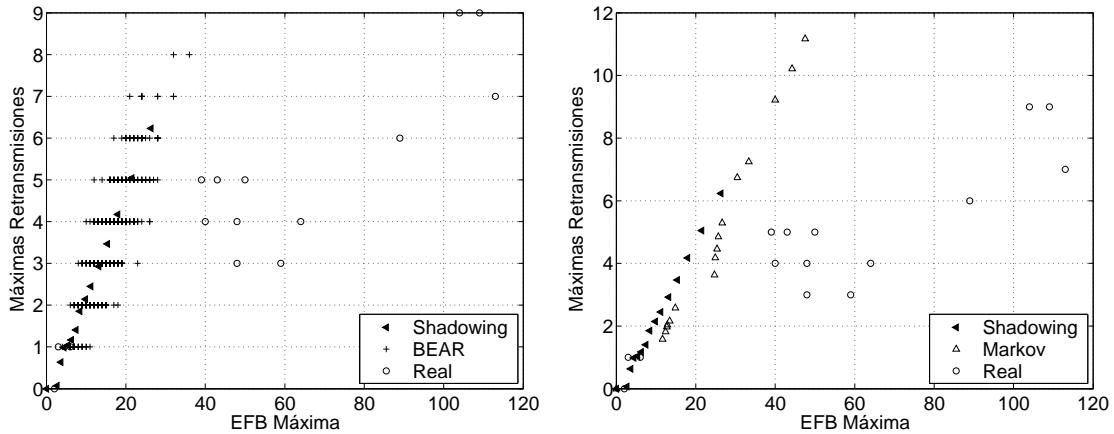 9
8
7
6
5
4
3
2
1
0
Máximas Retransmisiones
0 20 40 60 80 100 120
EFB Máxima
Shadowing
BEAR
Real
12
10
8
6
4
2
0
Máximas Retransmisiones
0 20 40 60 80 100 120
EFB Máxima
Shadowing
Markov
Real